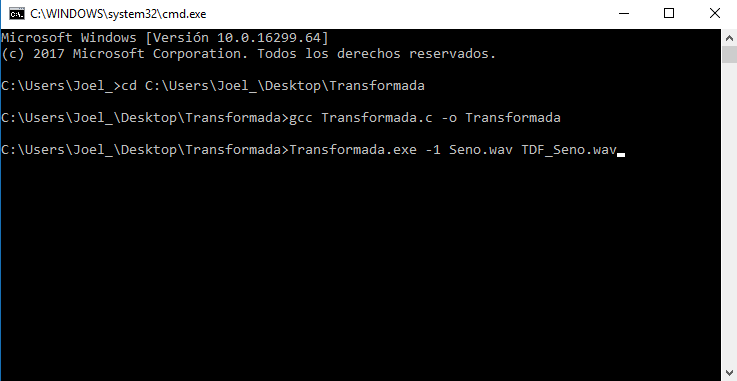 C:\WINDOWS\system32\cmd.exe
Microsoft Windows [Versión 10.0.16299.64]
(c) 2017 Microsoft Corporation. Todos los derechos reservados.
C:\Users\Joel_>cd C:\Users\Joel_\Desktop\Transformada
C:\Users\Joel_\Desktop\Transformada>gcc Transformada.c -o Transformada
C:\Users\Joel_\Desktop\Transformada>Transformada.exe -1 Seno.wav TDF_Seno.wav